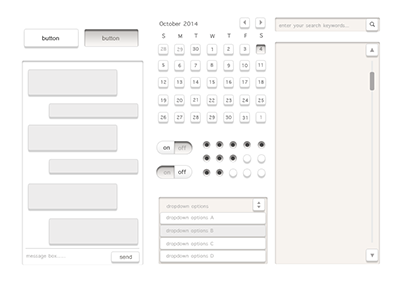 button
button
message box......
send
October 2014
S M T W T F S
28 29 30 1 2 3 4
5 6 7 8 9 10 11
12 13 14 15 16 17 18
19 20 21 22 23 24 25
26 27 28 29 30 31 1
on off
on off
dropdown options
dropdown options A
dropdown options B
dropdown options C
dropdown options D
enter your search keywords...